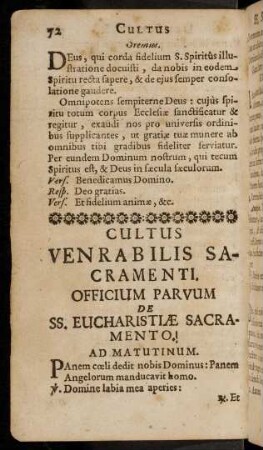 72 CULTUS
Oremus.
DEus, qui corda fidelium S. Spiritûs illu-
stratione docuisti, da nobis in eodem
Spiritu recta sapere, & de ejus semper conso-
latione gaudere.
Omnipotens sempiterne Deus: cujus spi-
ritu totum corpus Ecclesiæ sanctificatur &
regitur, exaudi nos pro universis ordini-
bus supplicantes, ut gratiæ tuæ munere ab
omnibus tibi gradibus fideliter serviatur.
Per eundem Dominum nostrum, qui tecum
Spiritus est, & Deus in sæcula sæculorum.
Vers. Benedicamus Domino.
Resp. Deo gratias.
Vers. Et fidelium animæ, &c.
CULTUS
VENRABILIS SA-
CRAMENTI.
OFFICIUM PARVUM
DE
SS. EUCHARISTIÆ SACRA-
MENTO.
AD MATUTINUM.
PAnem cœli dedit nobis Dominus: Panem
Angelorum manducavit homo.
℣. Domine labia mea aperies:
℟. Et